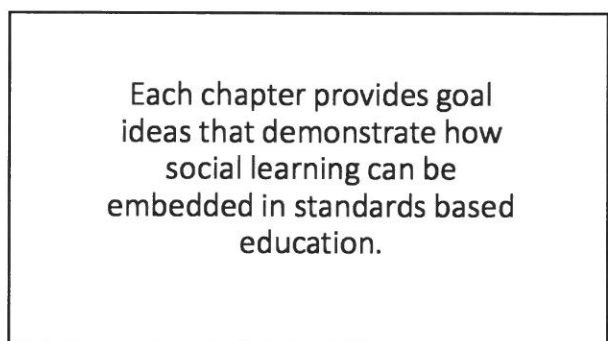 Each chapter provides goal
ideas that demonstrate how
social learning can be
embedded in standards based
education.